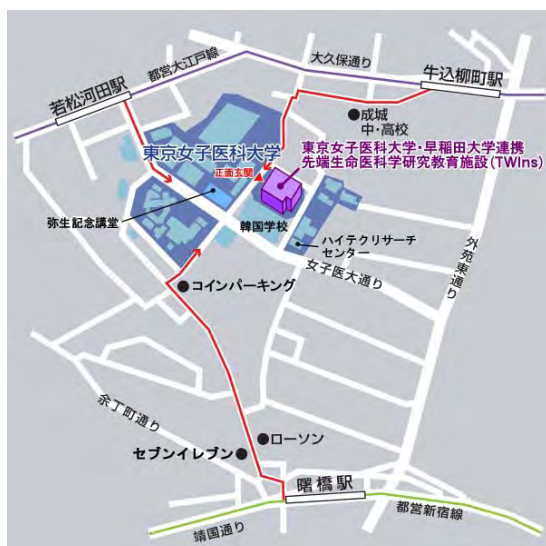 大久保通り
牛込柳町駅
都営大江戸線
若松河田駅
成城
中・高校
東京女子医科大学・早稲田大学連携
先端生命医科学研究教育施設(TWIns)
東京女子医科大学
正面玄関
弥生記念講堂
韓国学校
ハイテクリサーチ
センター
外苑東通り
女子医大通り
コインパーキング
余丁町通り
ローソン
セブンイレブン
曙橋駅
都営新宿線
靖国通り